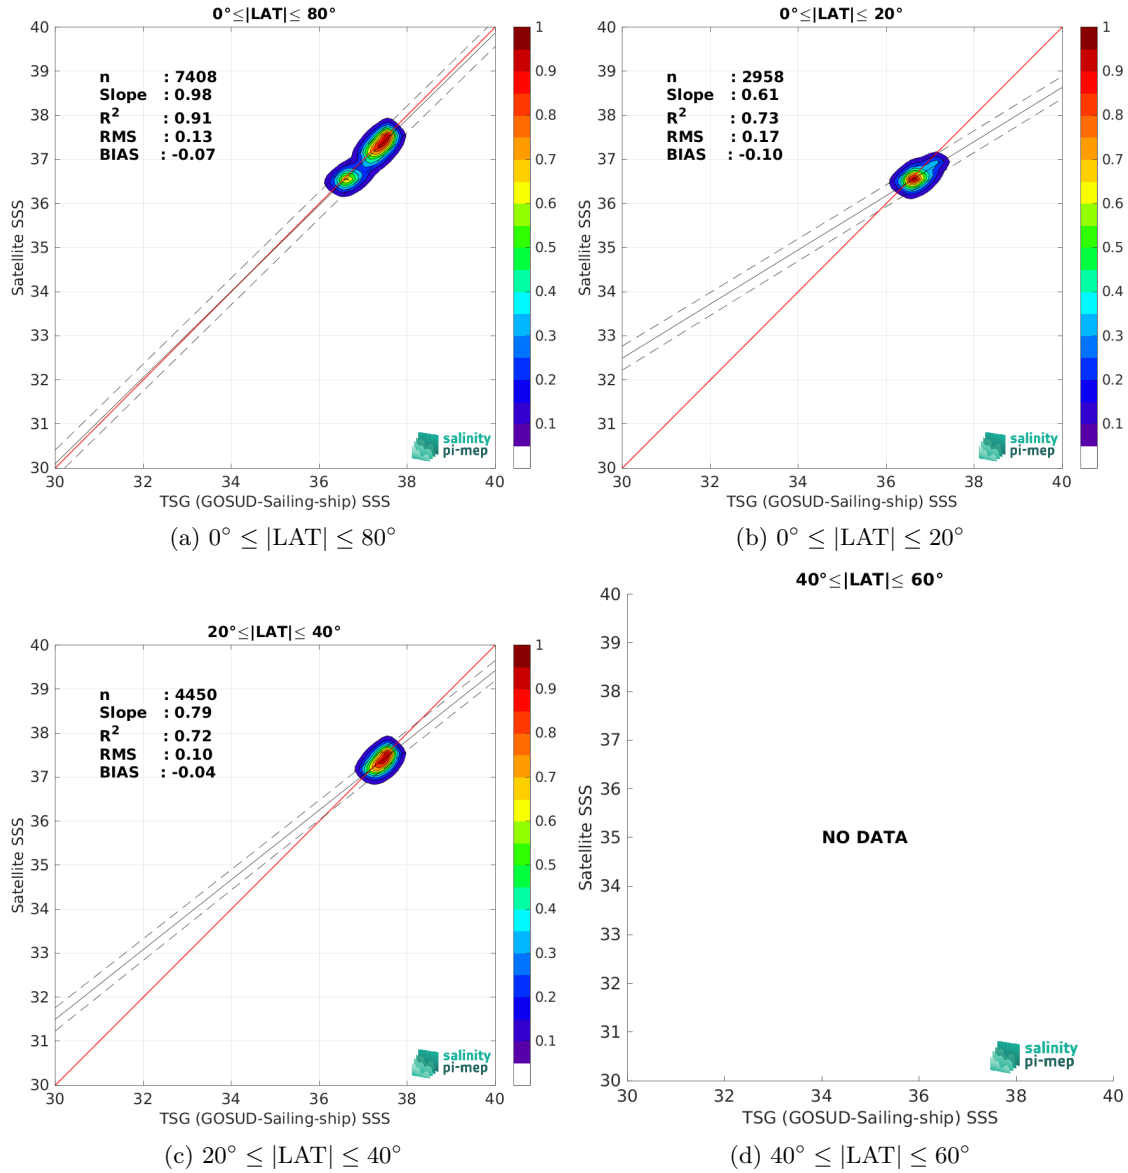 0°≤|LAT|≤ 80°
40
39
38
37
36
35
34
33
32
31
30
30
32
34
36
38
40
Satellite SSS
TSG (GOSUD-Sailing-ship) SSS
n : 7408
Slope : 0.98
R² : 0.91
RMS : 0.13
BIAS : -0.07
salinity
pi-mep
1
0.9
0.8
0.7
0.6
0.5
0.4
0.3
0.2
0.1
(a) 0° ≤ |LAT| ≤ 80°
0°≤|LAT|≤ 20°
40
39
38
37
36
35
34
33
32
31
30
30
32
34
36
38
40
Satellite SSS
TSG (GOSUD-Sailing-ship) SSS
n : 2958
Slope : 0.61
R² : 0.73
RMS : 0.17
BIAS : -0.10
salinity
pi-mep
1
0.9
0.8
0.7
0.6
0.5
0.4
0.3
0.2
0.1
(b) 0° ≤ |LAT| ≤ 20°
20°≤|LAT|≤ 40°
40
39
38
37
36
35
34
33
32
31
30
30
32
34
36
38
40
Satellite SSS
TSG (GOSUD-Sailing-ship) SSS
n : 4450
Slope : 0.79
R² : 0.72
RMS : 0.10
BIAS : -0.04
salinity
pi-mep
1
0.9
0.8
0.7
0.6
0.5
0.4
0.3
0.2
0.1
(c) 20° ≤ |LAT| ≤ 40°
40°≤|LAT|≤ 60°
40
39
38
37
36
35
34
33
32
31
30
30
32
34
36
38
40
Satellite SSS
TSG (GOSUD-Sailing-ship) SSS
NO DATA
salinity
pi-mep
(d) 40° ≤ |LAT| ≤ 60°